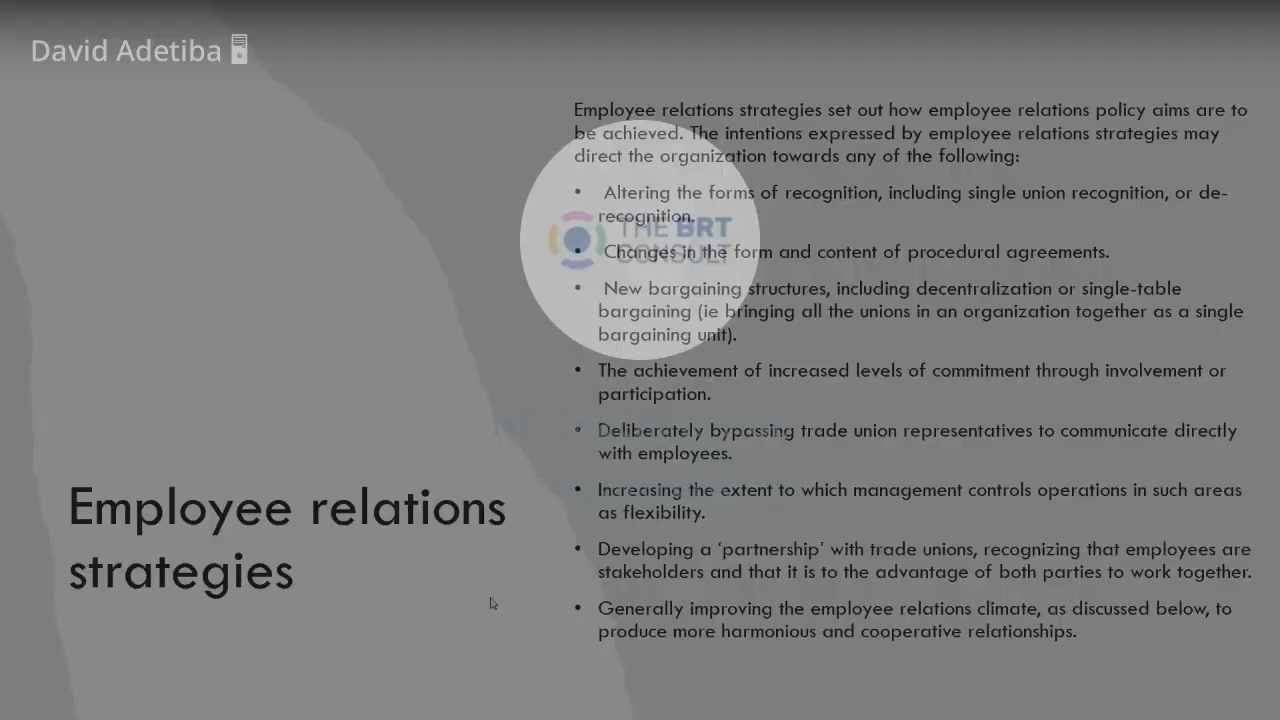 David Adetiba
Employee relations strategies set out how employee relations policy aims are to
be achieved. The intentions expressed by employee relations strategies may
direct the organization towards any of the following:
• Altering the forms of recognition, including single union recognition, or de-
recognition.
THE BRT
CONSULT
• Changes in the form and content of procedural agreements.
• New bargaining structures, including decentralization or single-table
bargaining (ie bringing all the unions in an organization together as a single
bargaining unit).
• The achievement of increased levels of commitment through involvement or
participation.
• Deliberately bypassing trade union representatives to communicate directly
with employees.
• Increasing the extent to which management controls operations in such areas
as flexibility.
• Developing a ‘partnership’ with trade unions, recognizing that employees are
stakeholders and that it is to the advantage of both parties to work together.
• Generally improving the employee relations climate, as discussed below, to
produce more harmonious and cooperative relationships.
Employee relations
strategies